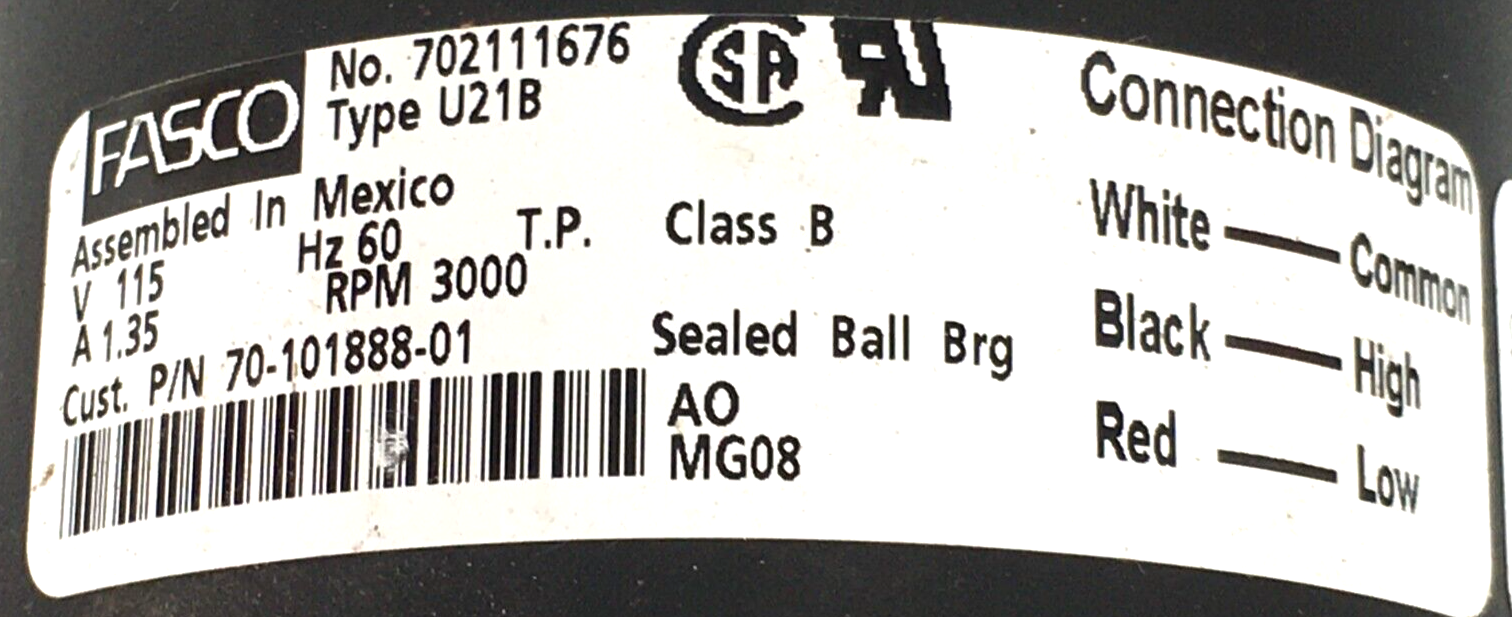 FASCO
No. 702111676
Type U21B
Assembled In Mexico
V 115 Hz 60 T.P. Class B
A 1.35 RPM 3000
Cust. P/N 70-101888-01
Sealed Ball Brg
AO
MG08
Connection Diagram
White — Common
Black — High
Red — Low